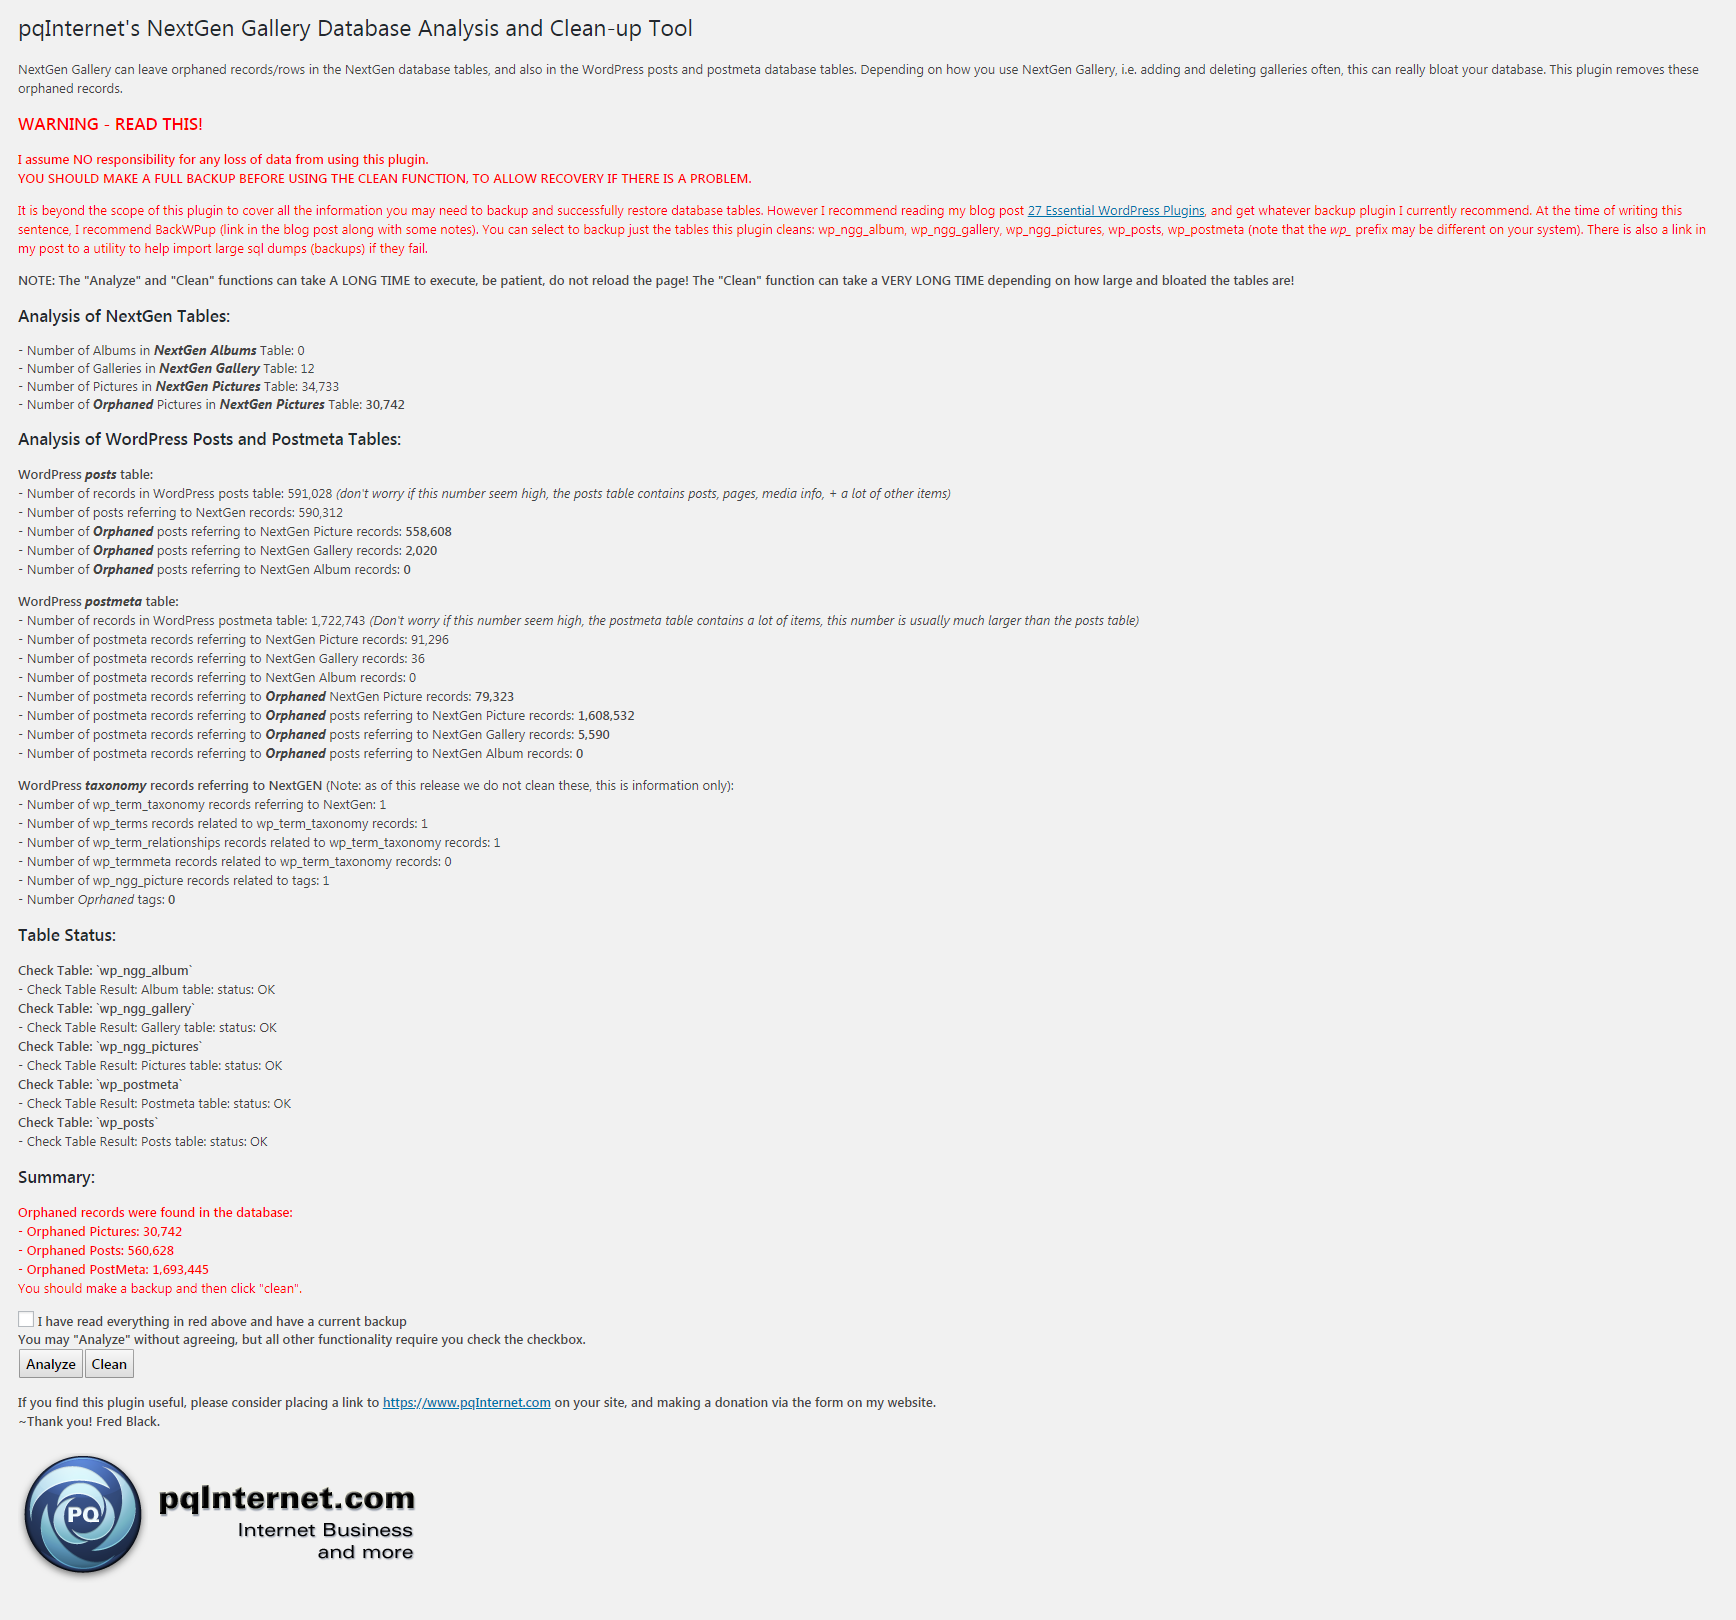 pqInternet's NextGen Gallery Database Analysis and Clean-up Tool
NextGen Gallery can leave orphaned records/rows in the NextGen database tables, and also in the WordPress posts and postmeta database tables. Depending on how you use NextGen Gallery, i.e. adding and deleting galleries often, this can really bloat your database. This plugin removes these
orphaned records.
WARNING - READ THIS!
I assume NO responsibility for any loss of data from using this plugin.
YOU SHOULD MAKE A FULL BACKUP BEFORE USING THE CLEAN FUNCTION, TO ALLOW RECOVERY IF THERE IS A PROBLEM.
It is beyond the scope of this plugin to cover all the information you may need to backup and successfully restore database tables. However I recommend reading my blog post 27 Essential WordPress Plugins, and get whatever backup plugin I currently recommend. At the time of writing this
sentence, I recommend BackWPup (link in the blog post along with some notes). You can select to backup just the tables this plugin cleans: wp_ngg_album, wp_ngg_gallery, wp_ngg_pictures, wp_posts, wp_postmeta (note that the wp_ prefix may be different on your system). There is also a link in
my post to a utility to help import large sql dumps (backups) if they fail.
NOTE: The "Analyze" and "Clean" functions can take A LONG TIME to execute, be patient, do not reload the page! The "Clean" function can take a VERY LONG TIME depending on how large and bloated the tables are!
Analysis of NextGen Tables:
- Number of Albums in NextGen Albums Table: 0
- Number of Galleries in NextGen Gallery Table: 12
- Number of Pictures in NextGen Pictures Table: 34,733
- Number of Orphaned Pictures in NextGen Pictures Table: 30,742
Analysis of WordPress Posts and Postmeta Tables:
WordPress posts table:
- Number of records in WordPress posts table: 591,028 (don't worry if this number seem high, the posts table contains posts, pages, media info, + a lot of other items)
- Number of posts referring to NextGen records: 590,312
- Number of Orphaned posts referring to NextGen Picture records: 558,608
- Number of Orphaned posts referring to NextGen Gallery records: 2,020
- Number of Orphaned posts referring to NextGen Album records: 0
WordPress postmeta table:
- Number of records in WordPress postmeta table: 1,722,743 (Don't worry if this number seem high, the postmeta table contains a lot of items, this number is usually much larger than the posts table)
- Number of postmeta records referring to NextGen Picture records: 91,296
- Number of postmeta records referring to NextGen Gallery records: 36
- Number of postmeta records referring to NextGen Album records: 0
- Number of postmeta records referring to Orphaned NextGen Picture records: 79,323
- Number of postmeta records referring to Orphaned posts referring to NextGen Picture records: 1,608,532
- Number of postmeta records referring to Orphaned posts referring to NextGen Gallery records: 5,590
- Number of postmeta records referring to Orphaned posts referring to NextGen Album records: 0
WordPress taxonomy records referring to NextGEN (Note: as of this release we do not clean these, this is information only):
- Number of wp_term_taxonomy records referring to NextGen: 1
- Number of wp_terms records related to wp_term_taxonomy records: 1
- Number of wp_term_relationships records related to wp_term_taxonomy records: 1
- Number of wp_termmeta records related to wp_term_taxonomy records: 0
- Number of wp_ngg_picture records related to tags: 1
- Number Oprhaned tags: 0
Table Status:
Check Table: `wp_ngg_album`
- Check Table Result: Album table: status: OK
Check Table: `wp_ngg_gallery`
- Check Table Result: Gallery table: status: OK
Check Table: `wp_ngg_pictures`
- Check Table Result: Pictures table: status: OK
Check Table: `wp_postmeta`
- Check Table Result: Postmeta table: status: OK
Check Table: `wp_posts`
- Check Table Result: Posts table: status: OK
Summary:
Orphaned records were found in the database:
- Orphaned Pictures: 30,742
- Orphaned Posts: 560,628
- Orphaned PostMeta: 1,693,445
You should make a backup and then click "clean".
I have read everything in red above and have a current backup
You may "Analyze" without agreeing, but all other functionality require you check the checkbox.
Analyze Clean
If you find this plugin useful, please consider placing a link to https://www.pqInternet.com on your site, and making a donation via the form on my website.
~Thank you! Fred Black.
PQ
pqInternet.com
Internet Business
and more